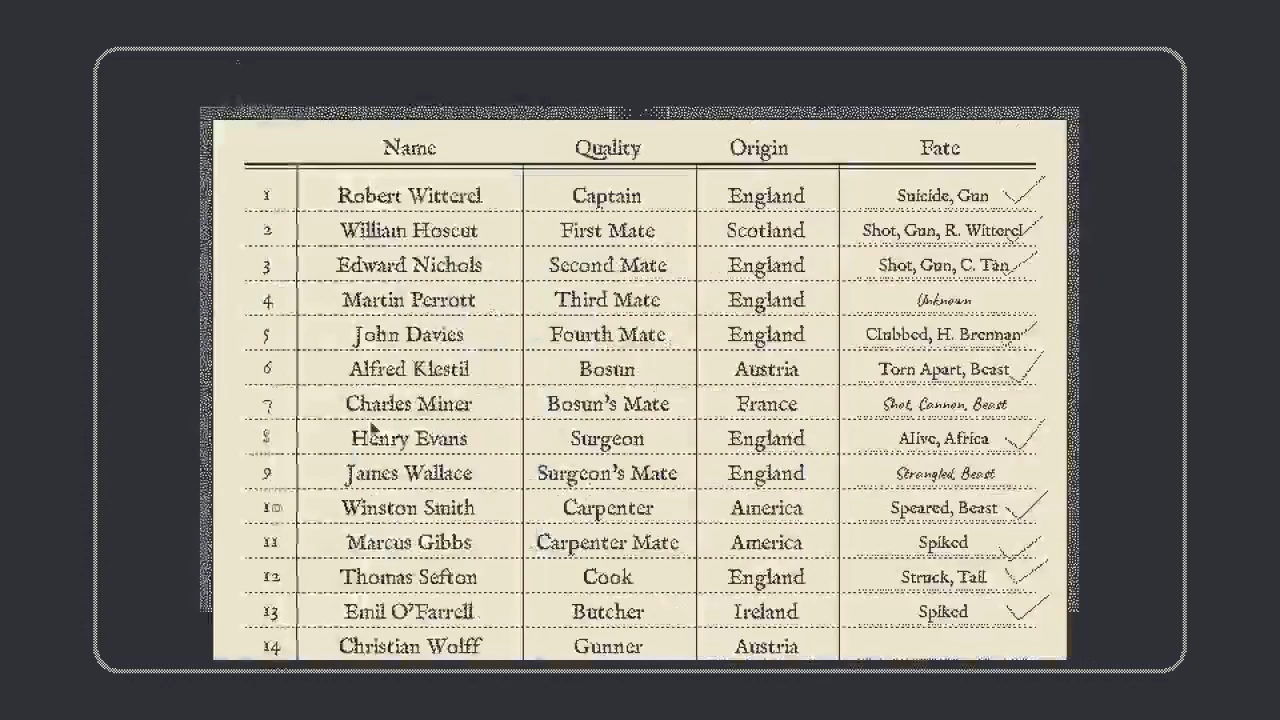 Name Quality Origin Fate
1 Robert Witterel Captain England Suicide, Gun
2 William Hoscut First Mate Scotland Shot, Gun, R. Witterel
3 Edward Nichols Second Mate England Shot, Gun, C. Tan
4 Martin Perrott Third Mate England Unknown
5 John Davies Fourth Mate England Clubbed, H. Brennan
6 Alfred Klestil Bosun Austria Torn Apart, Beast
7 Charles Miner Bosun's Mate France Shot, Cannon, Beast
8 Henry Evans Surgeon England Alive, Africa
9 James Wallace Surgeon's Mate England Strangled, Beast
10 Winston Smith Carpenter America Speared, Beast
11 Marcus Gibbs Carpenter Mate America Spiked
12 Thomas Sefton Cook England Struck, Tail
13 Emil O'Farrell Butcher Ireland Spiked
14 Christian Wolff Gunner Austria